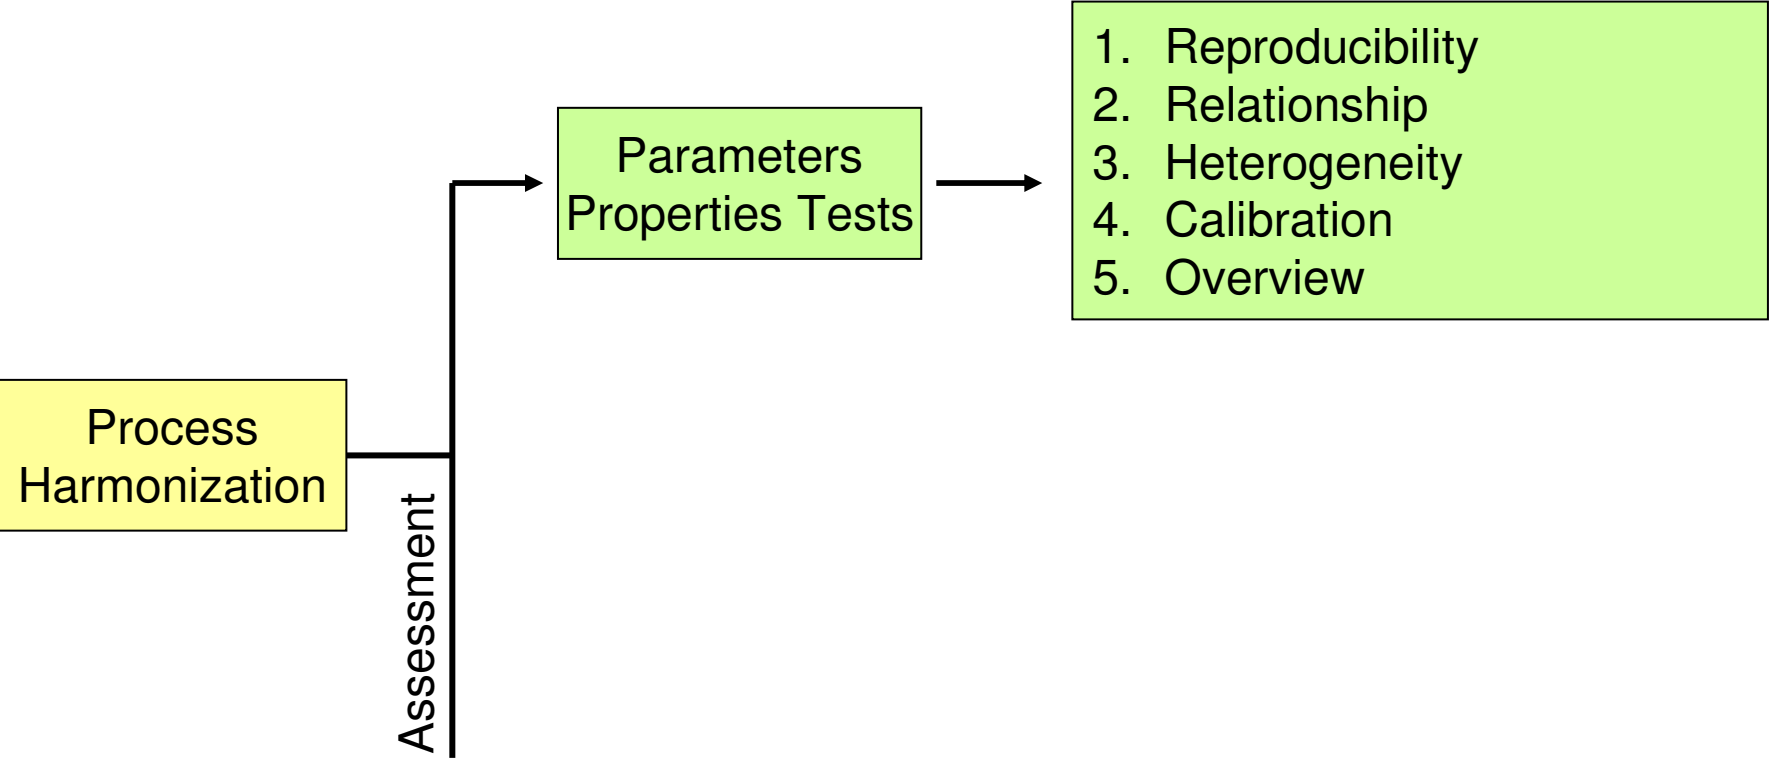 Process
Harmonization
Assessment
Parameters
Properties Tests
1. Reproducibility
2. Relationship
3. Heterogeneity
4. Calibration
5. Overview